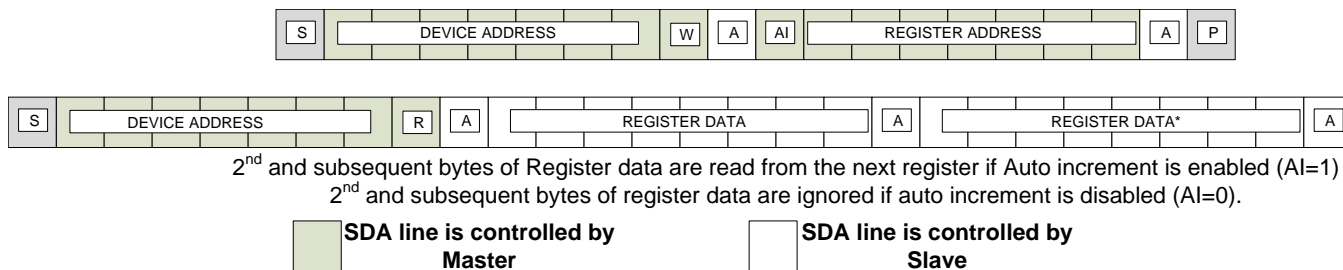 S DEVICE ADDRESS W A AI REGISTER ADDRESS A P
S DEVICE ADDRESS R A REGISTER DATA A REGISTER DATA* A
2nd and subsequent bytes of Register data are read from the next register if Auto increment is enabled (AI=1)
2nd and subsequent bytes of register data are ignored if auto increment is disabled (AI=0).
SDA line is controlled by Master
SDA line is controlled by Slave